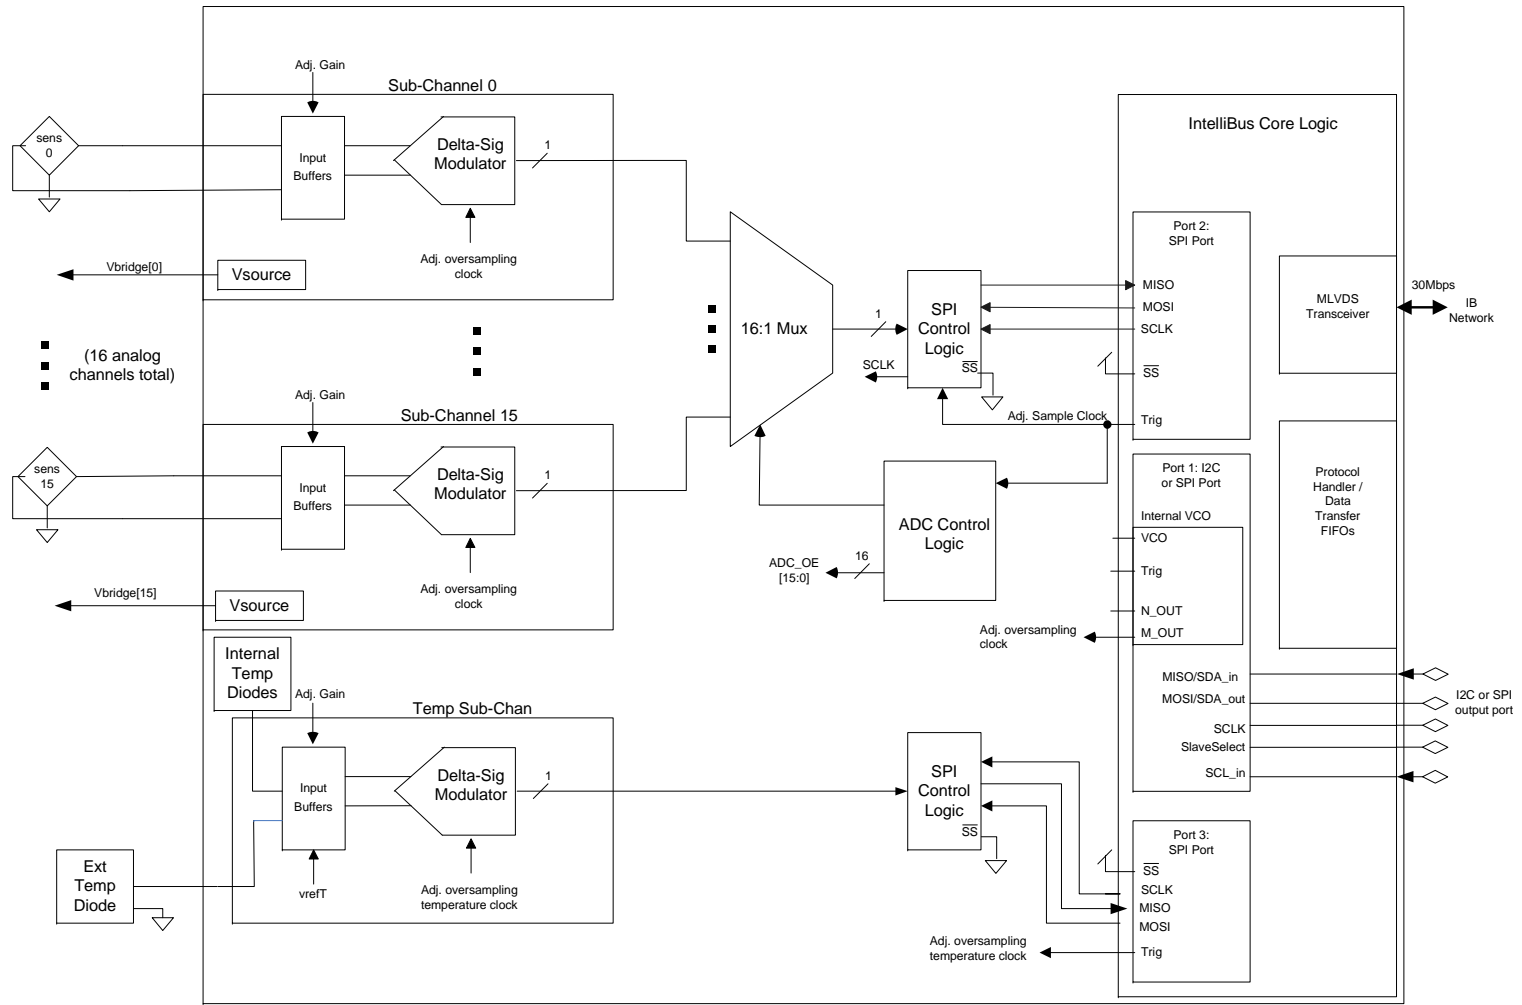 Adj. Gain
Sub-Channel 0
sens
0
Input
Buffers
Delta-Sig
Modulator
1
Adj. oversampling
clock
Vbridge[0]
Vsource
(16 analog
channels total)
Adj. Gain
Sub-Channel 15
sens
15
Input
Buffers
Delta-Sig
Modulator
1
Adj. oversampling
clock
Vbridge[15]
Vsource
Internal
Temp
Diodes
Adj. Gain
Temp Sub-Chan
Input
Buffers
Delta-Sig
Modulator
1
vrefT
Adj. oversampling
temperature clock
Ext
Temp
Diode
16:1 Mux
1
SPI
Control
Logic
SS
SCLK
Adj. Sample Clock
ADC Control
Logic
ADC_OE
[15:0]
16
Adj. oversampling
clock
SPI
Control
Logic
SS
Adj. oversampling
temperature clock
IntelliBus Core Logic
Port 2:
SPI Port
MISO
MOSI
SCLK
SS
Trig
Port 1: I2C
or SPI Port
Internal VCO
VCO
Trig
N_OUT
M_OUT
MISO/SDA_in
MOSI/SDA_out
SCLK
SlaveSelect
SCL_in
Port 3:
SPI Port
SS
SCLK
MISO
MOSI
Trig
MLVDS
Transceiver
Protocol
Handler /
Data
Transfer
FIFOs
30Mbps
IB
Network
I2C or SPI
output port